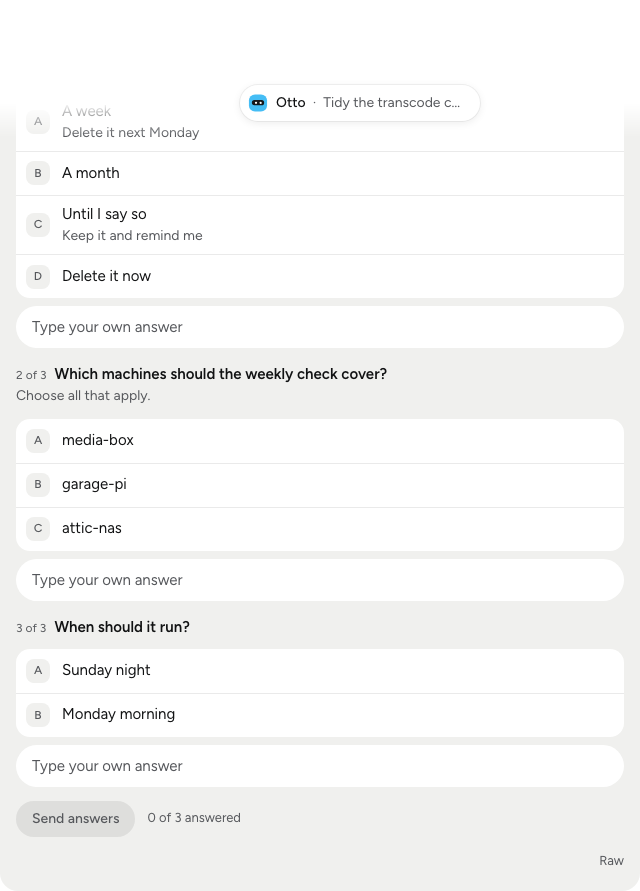 Otto · Tidy the transcode c...
A week
A
Delete it next Monday
B A month
Until I say so
C
Keep it and remind me
D Delete it now
Type your own answer
2 of 3 Which machines should the weekly check cover?
Choose all that apply.
A media-box
B garage-pi
C attic-nas
Type your own answer
3 of 3 When should it run?
A Sunday night
B Monday morning
Type your own answer
Send answers 0 of 3 answered
Raw